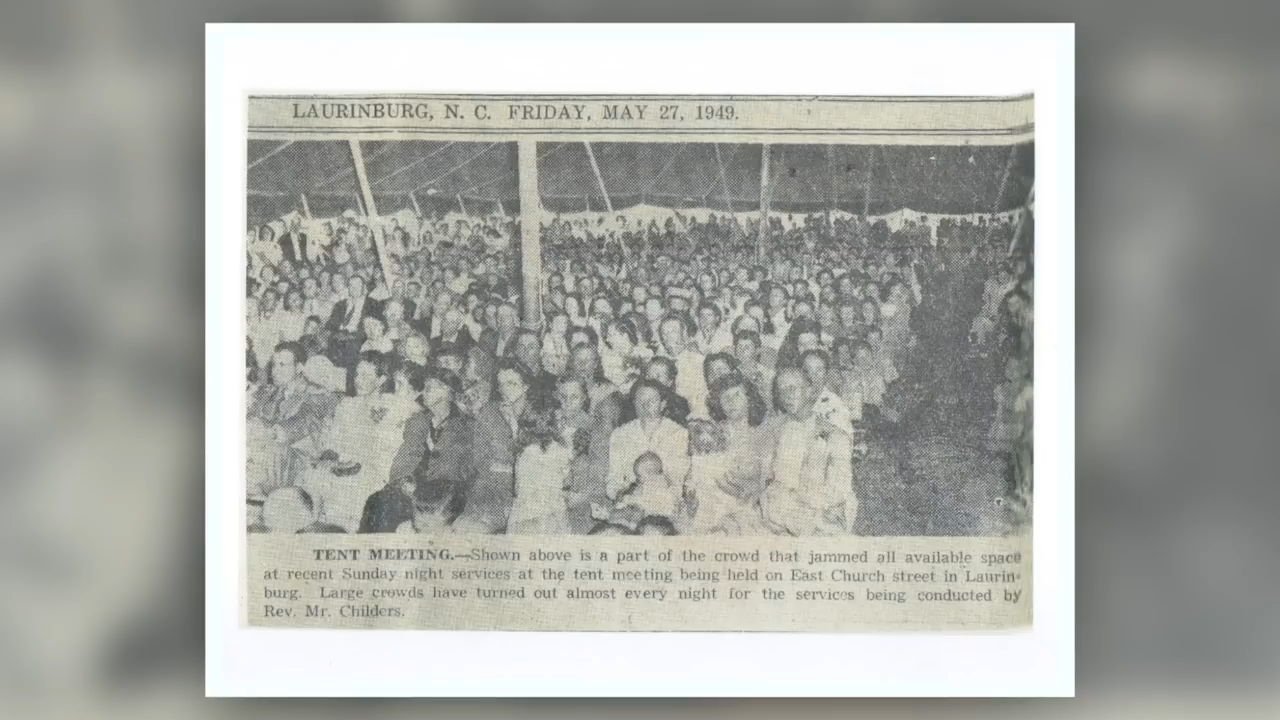 LAURINBURG, N. C. FRIDAY, MAY 27, 1949.
TENT MEETING.—Shown above is a part of the crowd that jammed all available space
at recent Sunday night services at the tent meeting being held on East Church street in Laurin-
burg. Large crowds have turned out almost every night for the services being conducted by
Rev. Mr. Childers.